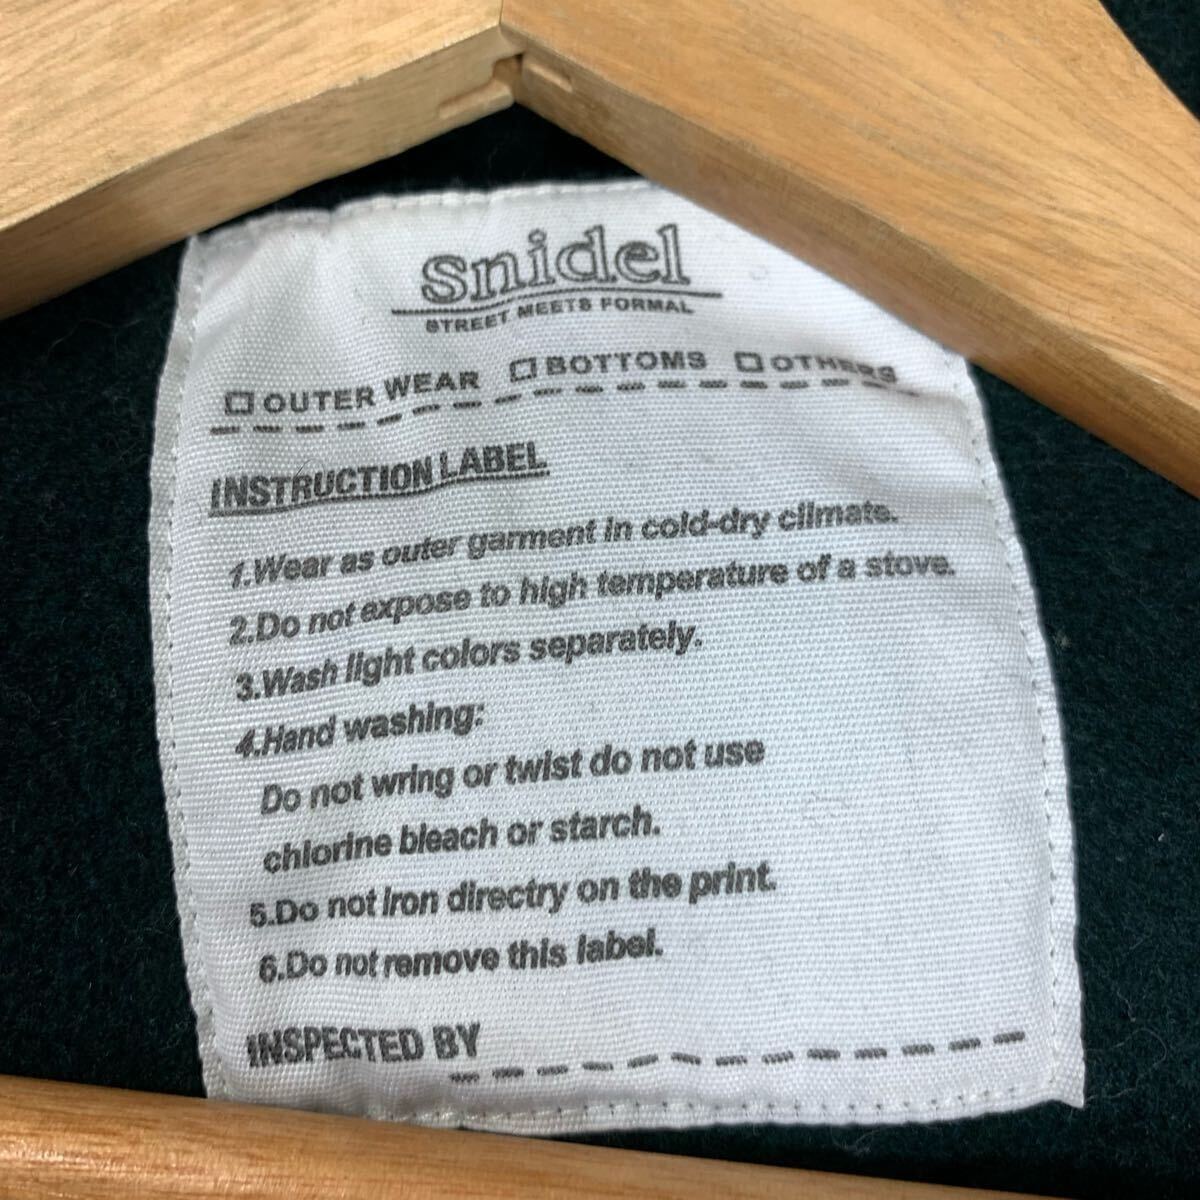 snidel
STREET MEETS FORMAL
OUTER WEAR BOTTOMS OTHERS
INSTRUCTION LABEL
1.Wear as outer garment in cold-dry climate.
2.Do not expose to high temperature of a stove.
3.Wash light colors separately.
4.Hand washing:
Do not wring or twist do not use
chlorine bleach or starch.
5.Do not iron directry on the print.
6.Do not remove this label.
INSPECTED BY